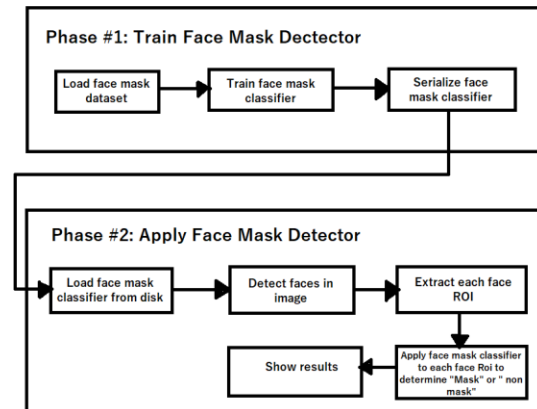 Phase #1: Train Face Mask Dectector
Load face mask
dataset
Train face mask
classifier
Serialize face
mask classifier
Phase #2: Apply Face Mask Detector
Load face mask
classifier from disk
Detect faces in
image
Extract each face
ROI
Apply face mask classifier
to each face Roi to
determine "Mask" or " non
mask"
Show results